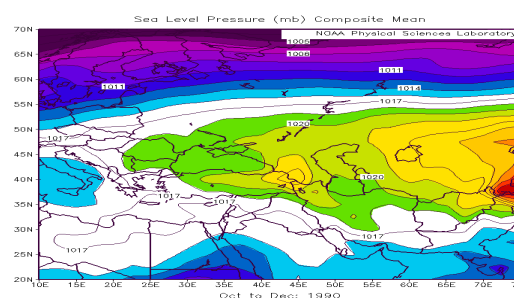 Sea Level Pressure (mb) Composite Mean
70N
NOAA Physical Sciences Laboratory
1005
65N
1008
60N
1011
1011
1014
55N
1017
50N
1020
1017
45N
1020
40N
1017
35N
1017
30N
1017
1017
25N
20N
10E 15E 20E 25E 30E 35E 40E 45E 50E 55E 60E 65E 70E
Oct to Dec: 1990